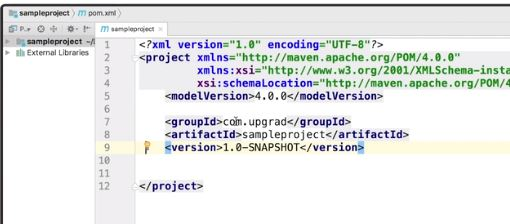 sampleproject pom.xml
P..
sampleproject
sampleproject ~/
External Libraries
1 <?xml version="1.0" encoding="UTF-8"?>
2 <project xmlns="http://maven.apache.org/POM/4.0.0"
3 xmlns:xsi="http://www.w3.org/2001/XMLSchema-insta
4 xsi:schemaLocation="http://maven.apache.org/POM/4
5 <modelVersion>4.0.0</modelVersion>
6
7 <groupId>com.upgrad</groupId>
8 <artifactId>sampleproject</artifactId>
9 <version>1.0-SNAPSHOT</version>
10
11
12 </project>